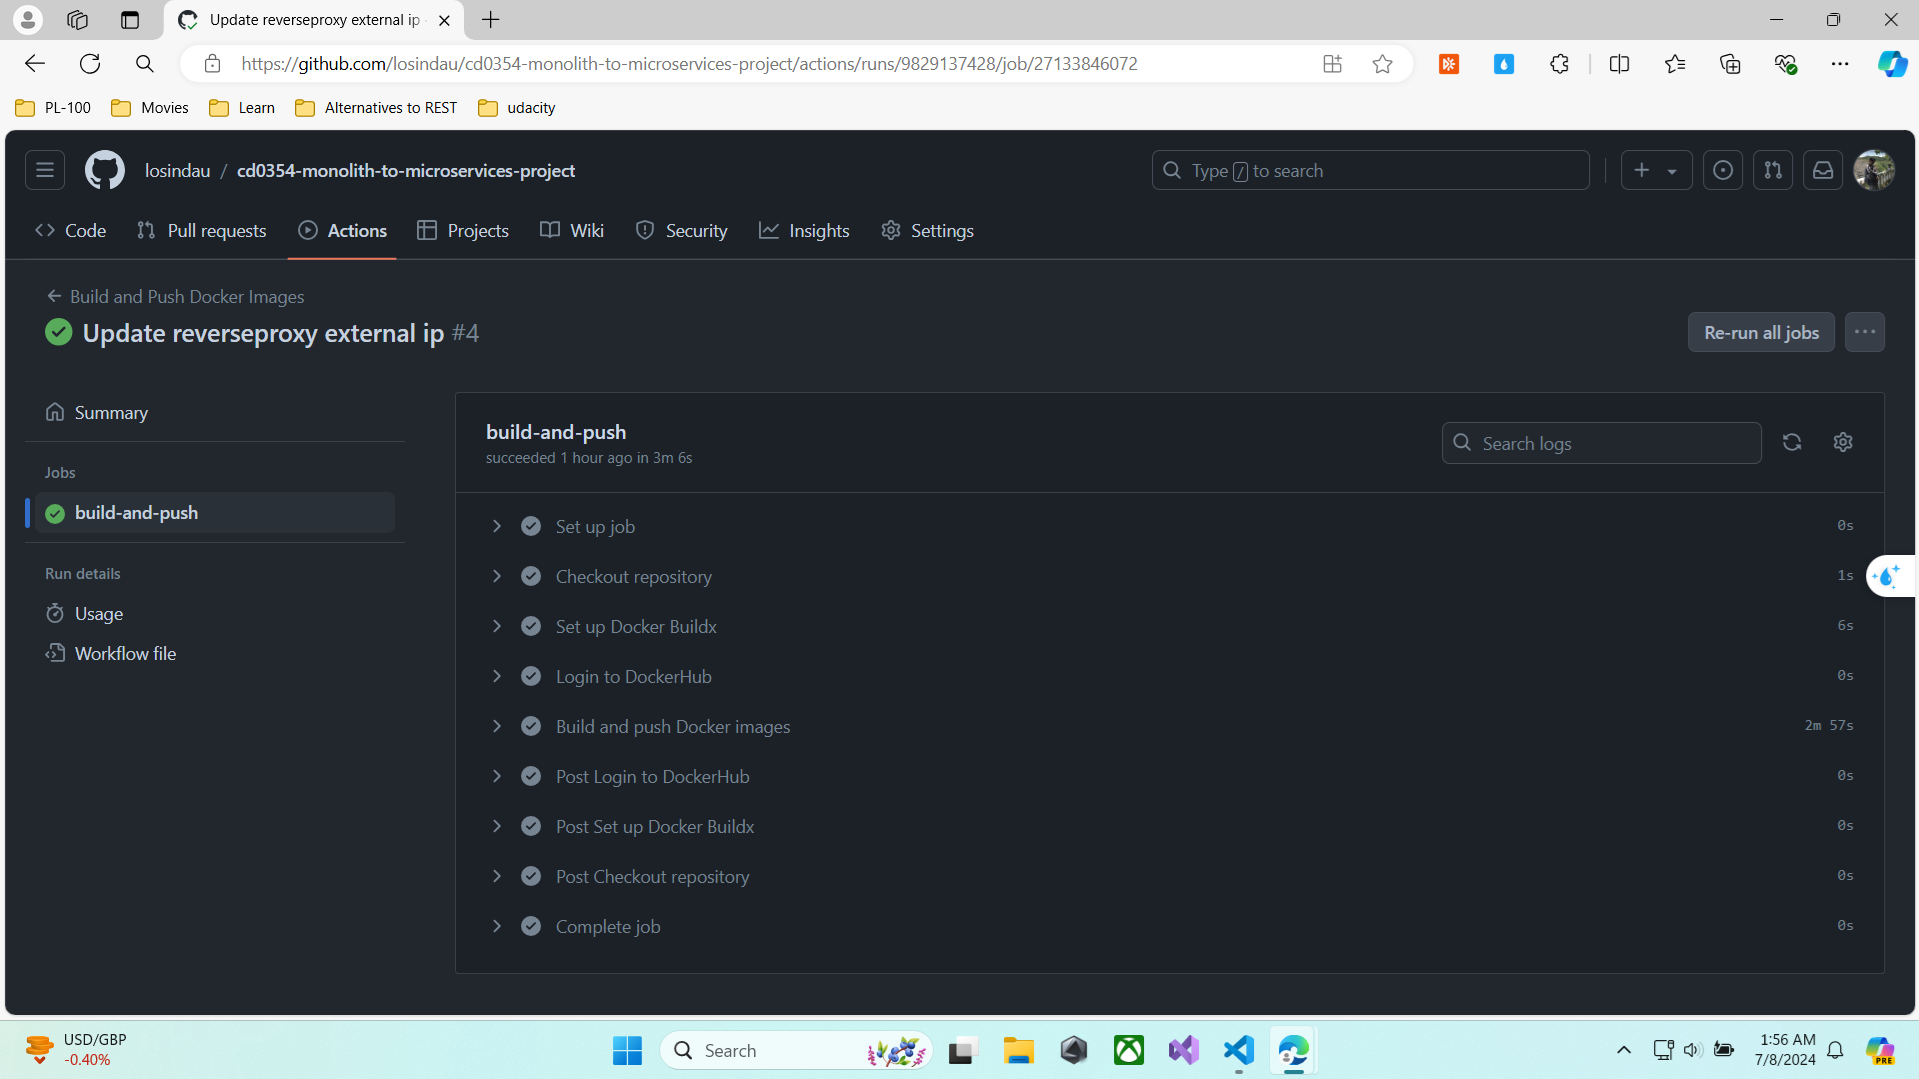 Update reverseproxy external ip
https://github.com/losindau/cd0354-monolith-to-microservices-project/actions/runs/9829137428/job/27133846072
PL-100 Movies Learn Alternatives to REST udacity
losindau / cd0354-monolith-to-microservices-project
Type / to search
Code Pull requests Actions Projects Wiki Security Insights Settings
Build and Push Docker Images
Update reverseproxy external ip #4
Re-run all jobs
Summary
Jobs
build-and-push
Run details
Usage
Workflow file
build-and-push
succeeded 1 hour ago in 3m 6s
Search logs
Set up job 0s
Checkout repository 1s
Set up Docker Buildx 6s
Login to DockerHub 0s
Build and push Docker images 2m 57s
Post Login to DockerHub 0s
Post Set up Docker Buildx 0s
Post Checkout repository 0s
Complete job 0s
USD/GBP
-0.40%
Search
1:56 AM
7/8/2024
PRE